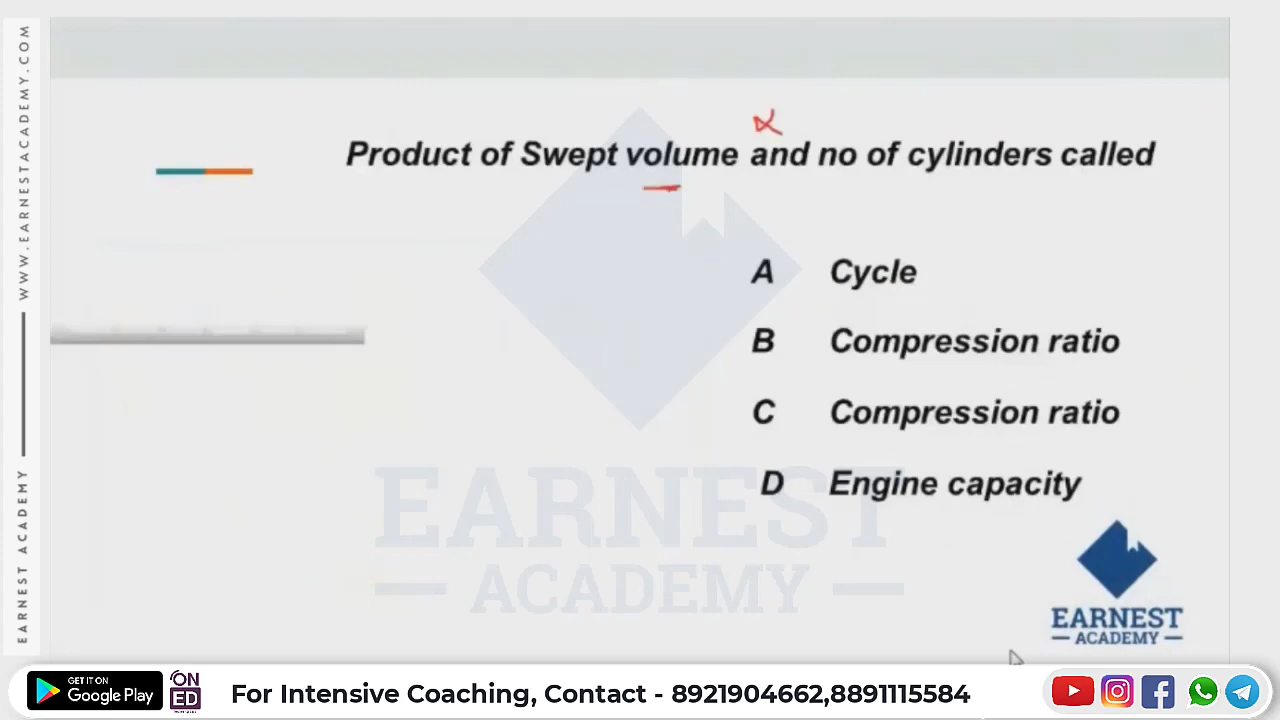 WWW.EARNESTACADEMY.COM
EARNEST ACADEMY
Product of Swept volume and no of cylinders called
A Cycle
B Compression ratio
C Compression ratio
D Engine capacity
EARNEST
ACADEMY
EARNEST
ACADEMY
GET IT ON
Google Play
ON
ED
For Intensive Coaching, Contact - 8921904662,8891115584